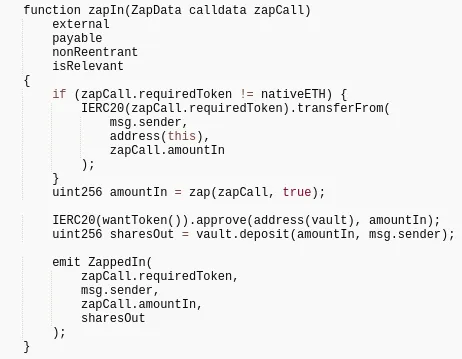 function zapIn(ZapData calldata zapCall)
    external
    payable
    nonReentrant
    isRelevant
{
    if (zapCall.requiredToken != nativeETH) {
        IERC20(zapCall.requiredToken).transferFrom(
            msg.sender,
            address(this),
            zapCall.amountIn
        );
    }
    uint256 amountIn = zap(zapCall, true);

    IERC20(wantToken()).approve(address(vault), amountIn);
    uint256 sharesOut = vault.deposit(amountIn, msg.sender);

    emit ZappedIn(
        zapCall.requiredToken,
        msg.sender,
        zapCall.amountIn,
        sharesOut
    );
}